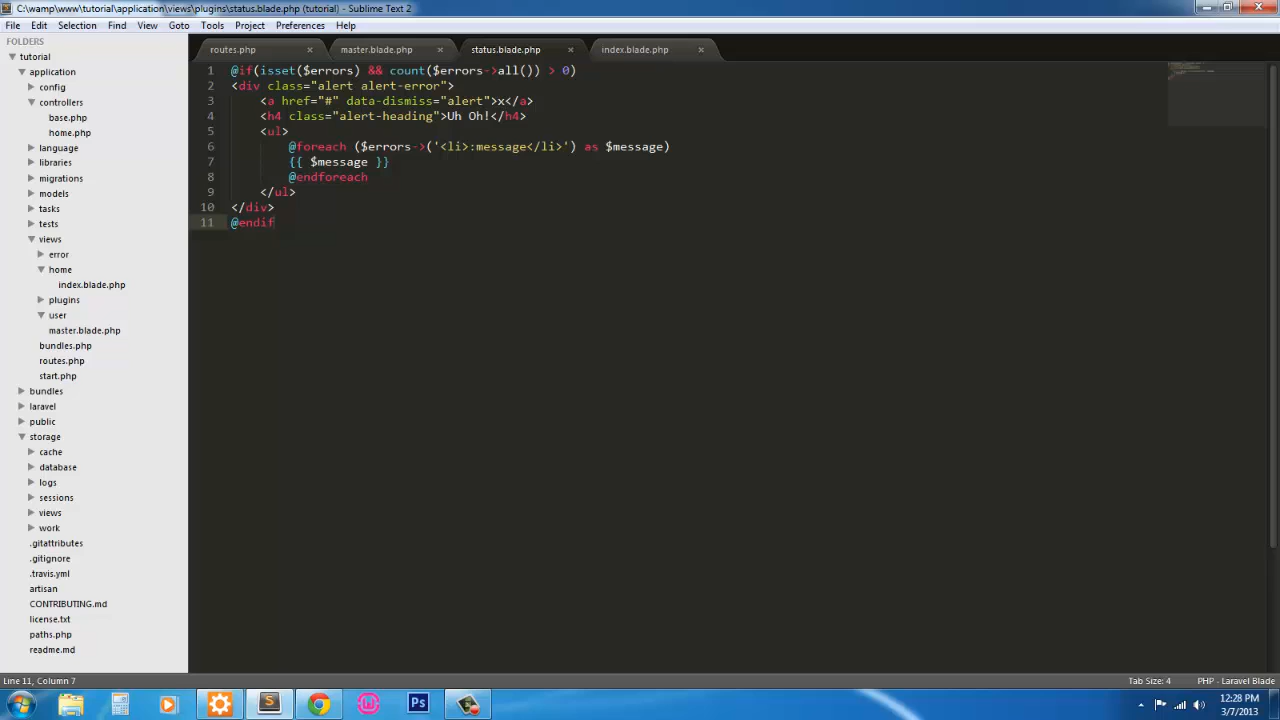 C:\wamp\www\tutorial\application\views\plugins\status.blade.php (tutorial) - Sublime Text 2
File Edit Selection Find View Goto Tools Project Preferences Help
FOLDERS
tutorial
application
config
controllers
base.php
home.php
language
libraries
migrations
models
tasks
tests
views
error
home
index.blade.php
plugins
user
master.blade.php
bundles.php
routes.php
start.php
bundles
laravel
public
storage
cache
database
logs
sessions
views
work
.gitattributes
.gitignore
.travis.yml
artisan
CONTRIBUTING.md
license.txt
paths.php
readme.md
routes.php x master.blade.php x status.blade.php x index.blade.php x
1 @if(isset($errors) && count($errors->all()) > 0)
2 <div class="alert alert-error">
3 <a href="#" data-dismiss="alert">x</a>
4 <h4 class="alert-heading">Uh Oh!</h4>
5 <ul>
6 @foreach ($errors->('<li>:message</li>') as $message)
7 {{ $message }}
8 @endforeach
9 </ul>
10 </div>
11 @endif
Line 11, Column 7 Tab Size: 4 PHP - Laravel Blade
S
Ps
12:28 PM
3/7/2013